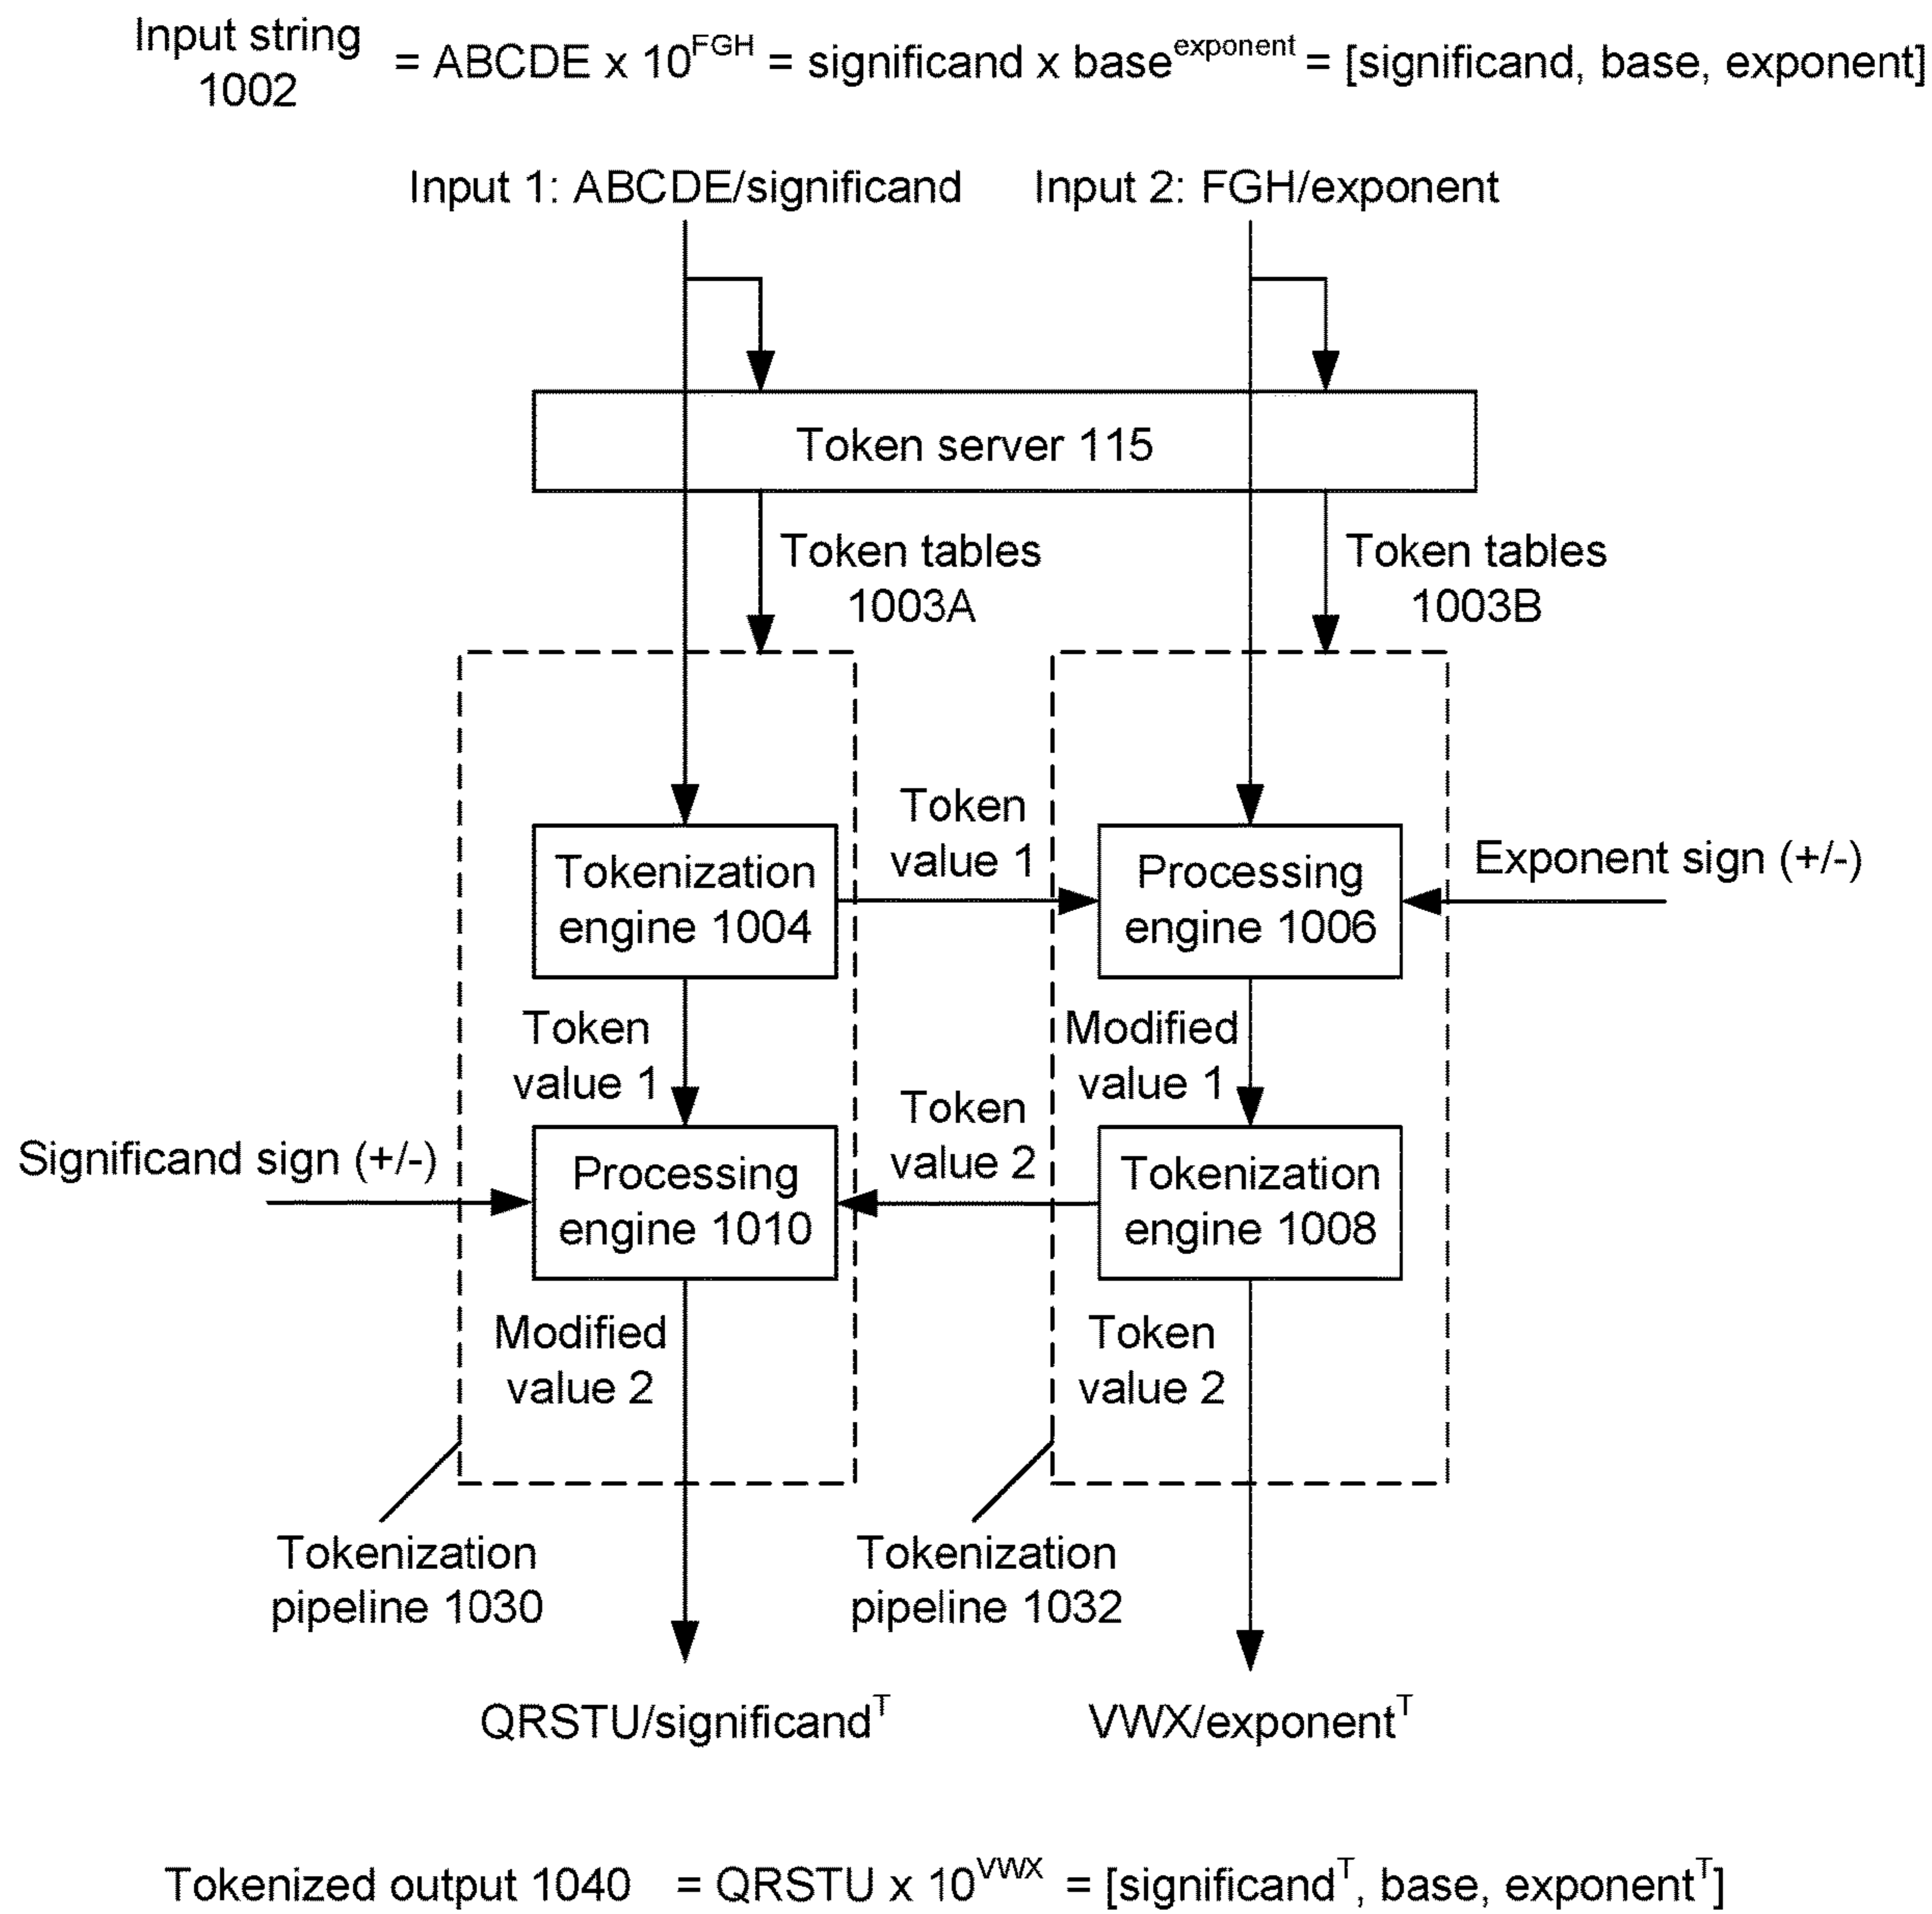 Input string
1002
= ABCDE x 10^FGH = significand x base^exponent = [significand, base, exponent]
Input 1: ABCDE/significand
Input 2: FGH/exponent
Token server 115
Token tables
1003A
Token tables
1003B
Tokenization
engine 1004
Token
value 1
Processing
engine 1006
Exponent sign (+/-)
Token
value 1
Modified
value 1
Significand sign (+/-)
Processing
engine 1010
Token
value 2
Tokenization
engine 1008
Modified
value 2
Token
value 2
Tokenization
pipeline 1030
Tokenization
pipeline 1032
QRSTU/significand^T
VWX/exponent^T
Tokenized output 1040 = QRSTU x 10^VWX = [significand^T, base, exponent^T]